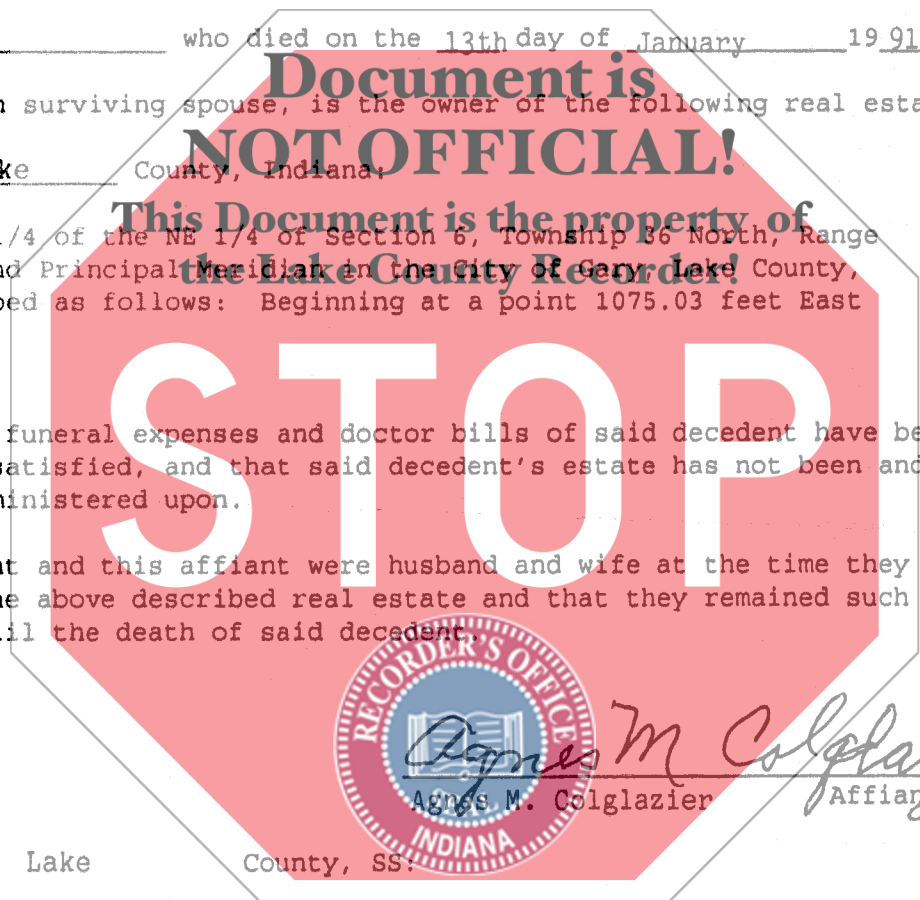 who died on the 13th day of January 1991
Document is
surviving spouse, is the owner of the following real esta
NOT OFFICIAL!
ke County, Indiana:
This Document is the property of
1/4 of the NE 1/4 of Section 6, Township 36 North, Range
the Lake County Recorder!
d Principal Meridian in the City of Gary, Lake County,
bed as follows: Beginning at a point 1075.03 feet East
STOP
funeral expenses and doctor bills of said decedent have be
satisfied, and that said decedent's estate has not been and
ministered upon.
nt and this affiant were husband and wife at the time they
e above described real estate and that they remained such
il the death of said decedent.
RECORDER'S OFFICE
Agnes M Colgla
Agnes M. Colglazier Affian
SEAL
INDIANA
Lake County, SS: